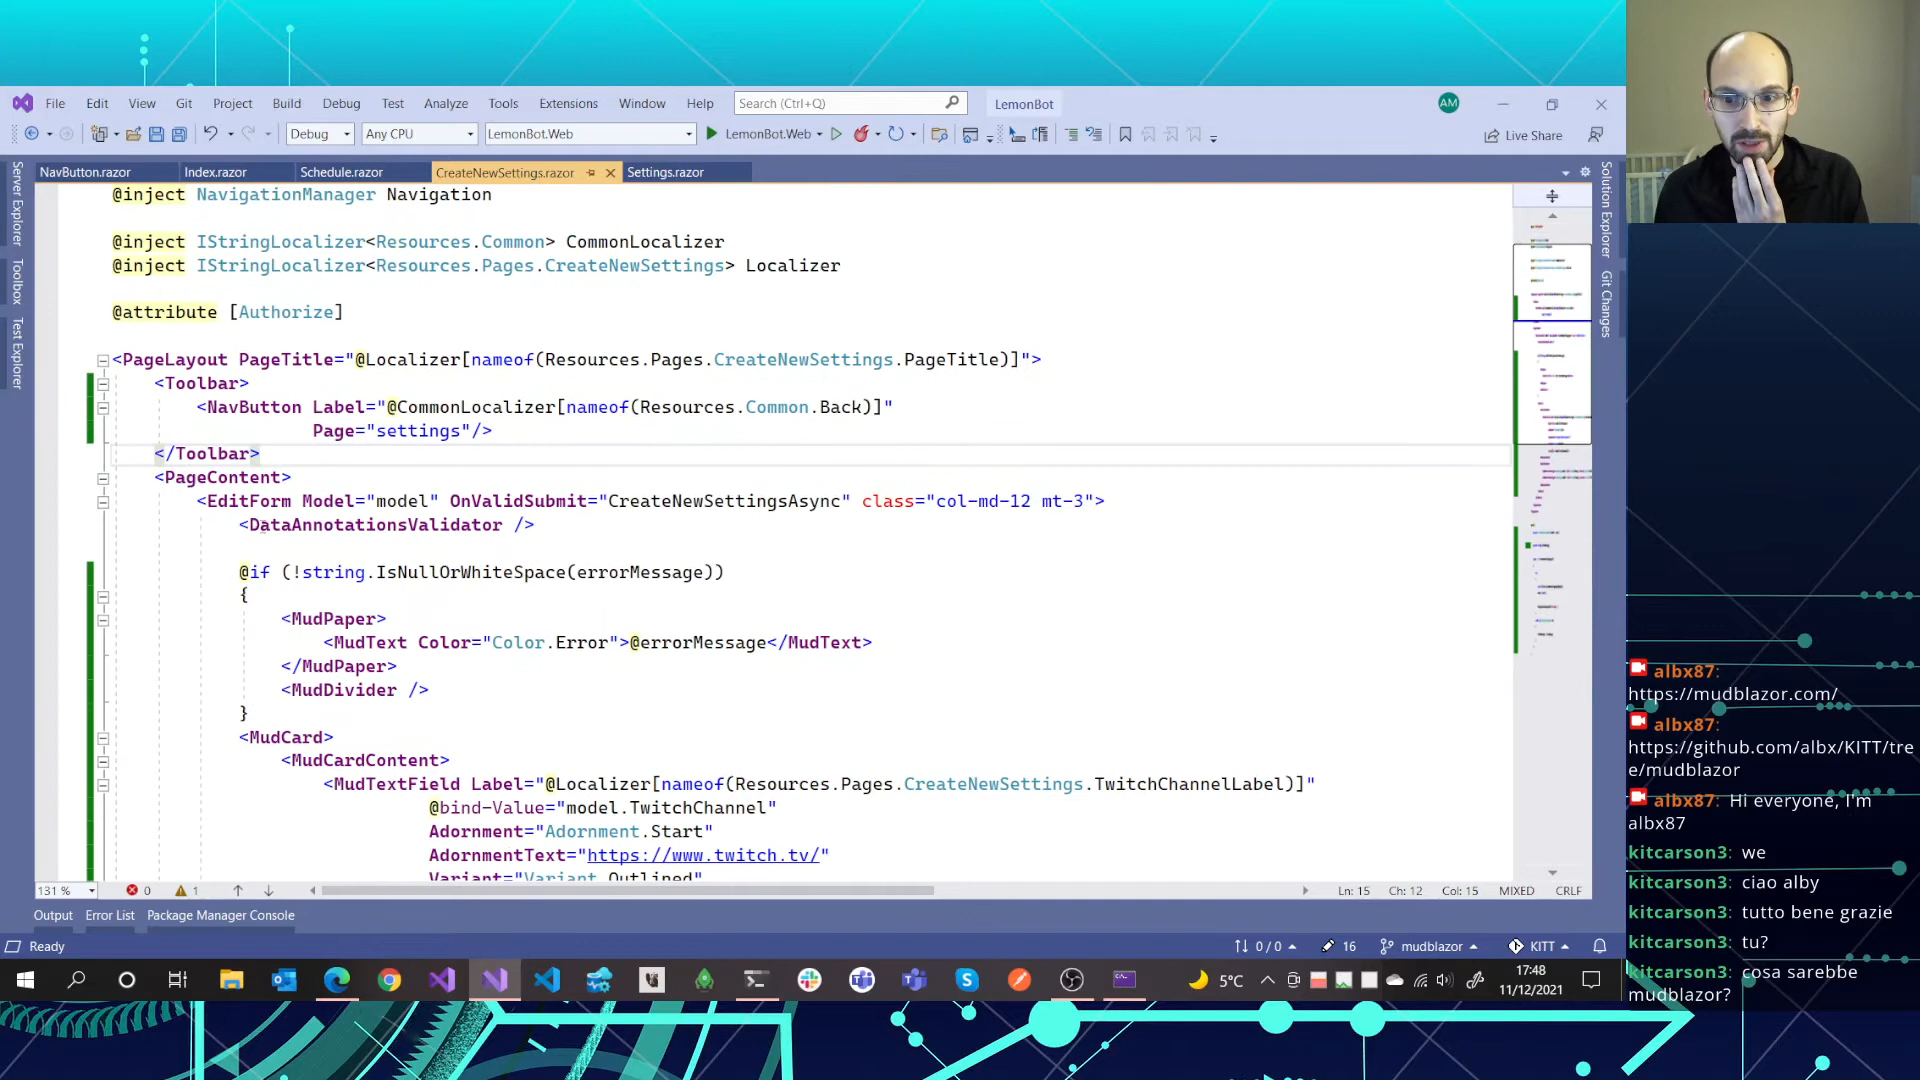 File Edit View Git Project Build Debug Test Analyze Tools Extensions Window Help Search (Ctrl+Q) LemonBot AM
Debug Any CPU LemonBot.Web LemonBot.Web Live Share
NavButton.razor Index.razor Schedule.razor CreateNewSettings.razor Settings.razor
Server Explorer
Toolbox
Test Explorer
@inject NavigationManager Navigation
@inject IStringLocalizer<Resources.Common> CommonLocalizer
@inject IStringLocalizer<Resources.Pages.CreateNewSettings> Localizer
@attribute [Authorize]
<PageLayout PageTitle="@Localizer[nameof(Resources.Pages.CreateNewSettings.PageTitle)]">
<Toolbar>
<NavButton Label="@CommonLocalizer[nameof(Resources.Common.Back)]"
Page="settings"/>
</Toolbar>
<PageContent>
<EditForm Model="model" OnValidSubmit="CreateNewSettingsAsync" class="col-md-12 mt-3">
<DataAnnotationsValidator />
@if (!string.IsNullOrWhiteSpace(errorMessage))
{
<MudPaper>
<MudText Color="Color.Error">@errorMessage</MudText>
</MudPaper>
<MudDivider />
}
<MudCard>
<MudCardContent>
<MudTextField Label="@Localizer[nameof(Resources.Pages.CreateNewSettings.TwitchChannelLabel)]"
@bind-Value="model.TwitchChannel"
Adornment="Adornment.Start"
AdornmentText="https://www.twitch.tv/"
Variant="Variant.Outlined"
Solution Explorer
Git Changes
131 % 0 1 Ln: 15 Ch: 12 Col: 15 MIXED CRLF
Output Error List Package Manager Console
Ready 0 / 0 16 mudblazor KITT
5°C 17:48
11/12/2021
albx87:
https://mudblazor.com/
albx87:
https://github.com/albx/KITT/tre
e/mudblazor
albx87: Hi everyone, I'm
albx87
kitcarson3: we
kitcarson3: ciao alby
kitcarson3: tutto bene grazie
kitcarson3: tu?
kitcarson3: cosa sarebbe
mudblazor?